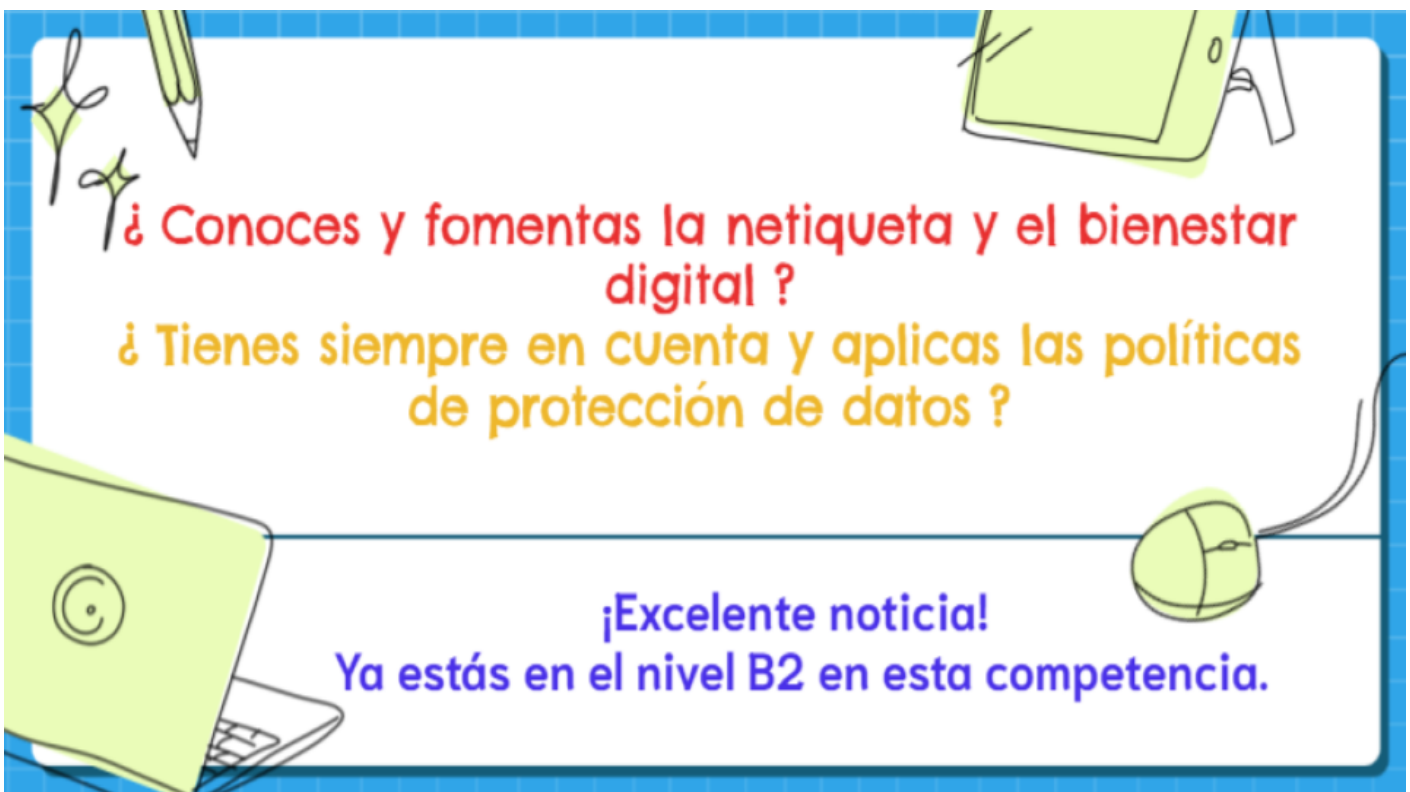 ¿ Conoces y fomentas la netiqueta y el bienestar
digital ?
¿ Tienes siempre en cuenta y aplicas las políticas
de protección de datos ?
¡Excelente noticia!
Ya estás en el nivel B2 en esta competencia.